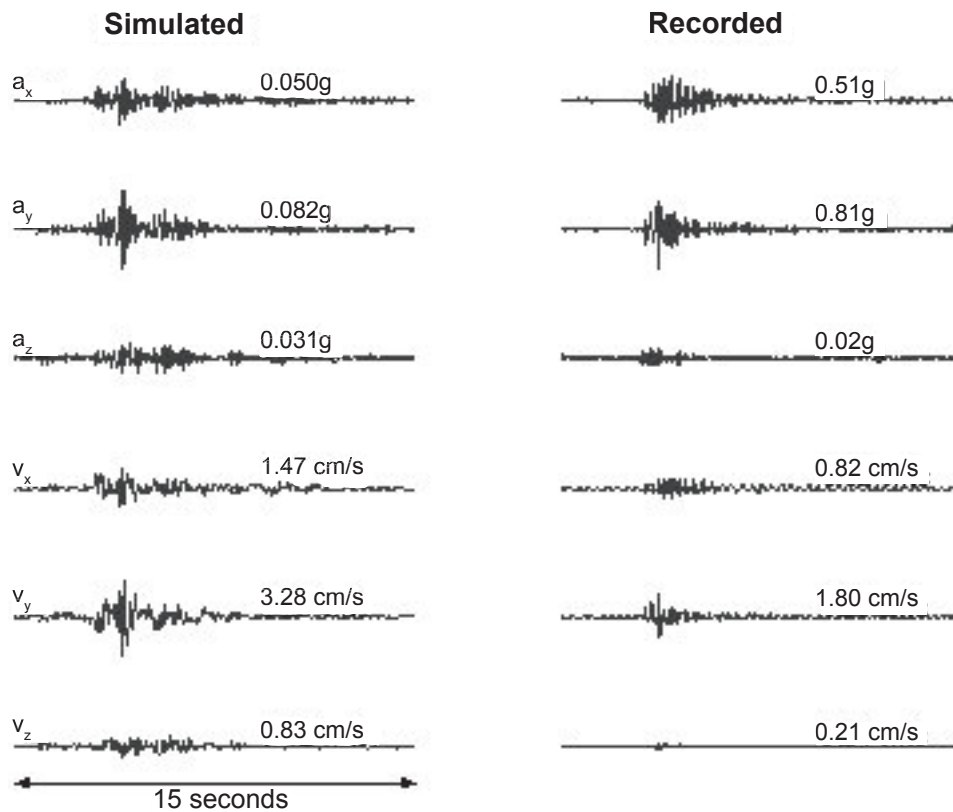 Simulated Recorded
ax 0.050g 0.51g
ay 0.082g 0.81g
az 0.031g 0.02g
vx 1.47 cm/s 0.82 cm/s
vy 3.28 cm/s 1.80 cm/s
vz 0.83 cm/s 0.21 cm/s
15 seconds